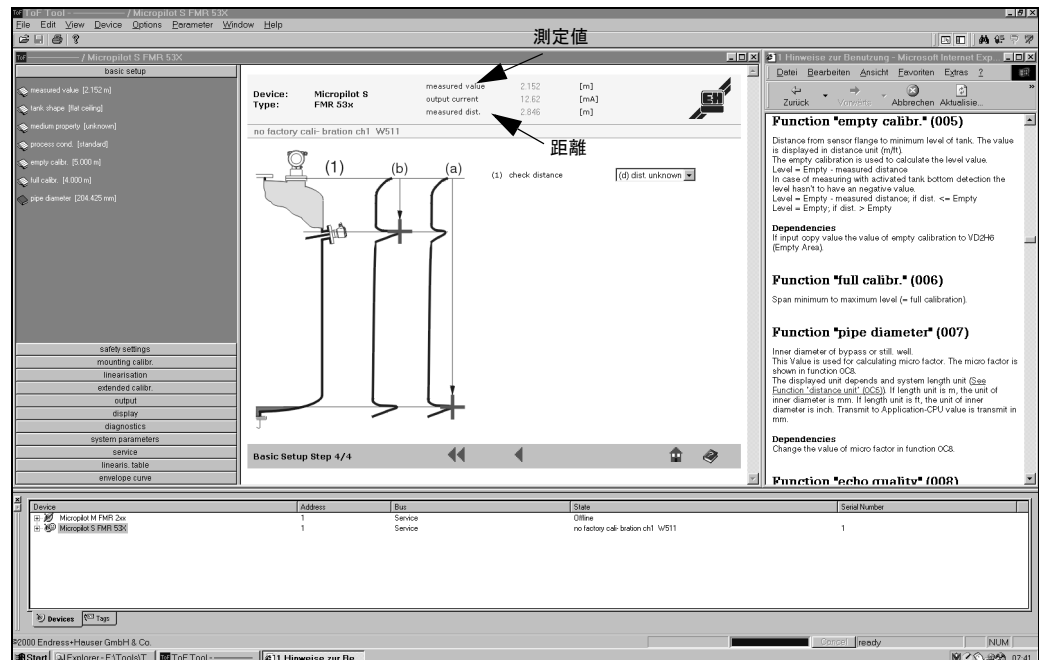 ToF Tool - ———— / Micropilot S FMR 53X
File Edit View Device Options Parameter Window Help
測定値
———— / Micropilot S FMR 53X
basic setup
measured value [2.152 m]
tank shape [flat ceiling]
medium property [unknown]
process cond. [standard]
empty calibr. [5.000 m]
full calibr. [4.000 m]
pipe diameter [204.425 mm]
safety settings
mounting calibr.
linearisation
extended calibr.
output
display
diagnostics
system parameters
service
linearis. table
envelope curve
Device: Micropilot S
Type: FMR 53x
measured value 2.152 [m]
output current 12.62 [mA]
measured dist. 2.846 [m]
EH
no factory cali- bration ch1 W511
距離
(1) (b) (a)
(1) check distance (d) dist. unknown
Basic Setup Step 4/4
1 Hinweise zur Benutzung - Microsoft Internet Exp...
Datei Bearbeiten Ansicht Favoriten Extras ?
Zurück Vorwärts Abbrechen Aktualisie...
Function "empty calibr." (005)
Distance from sensor flange to minimum level of tank. The value
is displayed in distance unit (m/ft).
The empty calibration is used to calculate the level value.
Level = Empty - measured distance
In case of measuring with activated tank bottom detection the
level hasn't to have an negative value.
Level = Empty - measured distance; if dist. <= Empty
Level = Empty; if dist. > Empty
Dependencies
If input copy value the value of empty calibration to VD2H6
(Empty Area).
Function "full calibr." (006)
Span minimum to maximum level (= full calibration).
Function "pipe diameter" (007)
Inner diameter of bypass or still. well.
This Value is used for calculating micro factor. The micro factor is
shown in function 0C8.
The displayed unit depends and system length unit (See
Function "distance unit" (0C5)). If length unit is m, the unit of
inner diameter is mm. If length unit is ft, the unit of inner
diameter is inch. Transmit to Application-CPU value is transmit in
mm.
Dependencies
Change the value of micro factor in function 0C8.
Function "echo quality" (008)
Device Address Bus State Serial Number
Micropilot M FMR 2xx 1 Service Offline
Micropilot S FMR 53X 1 Service no factory cali- bration ch1 W511 1
Devices Tags
©2000 Endress+Hauser GmbH & Co.
Cancel ready NUM
Start Explorer - E:\Tools\T... ToF Tool - ———— 1 Hinweise zur Be... 07:41